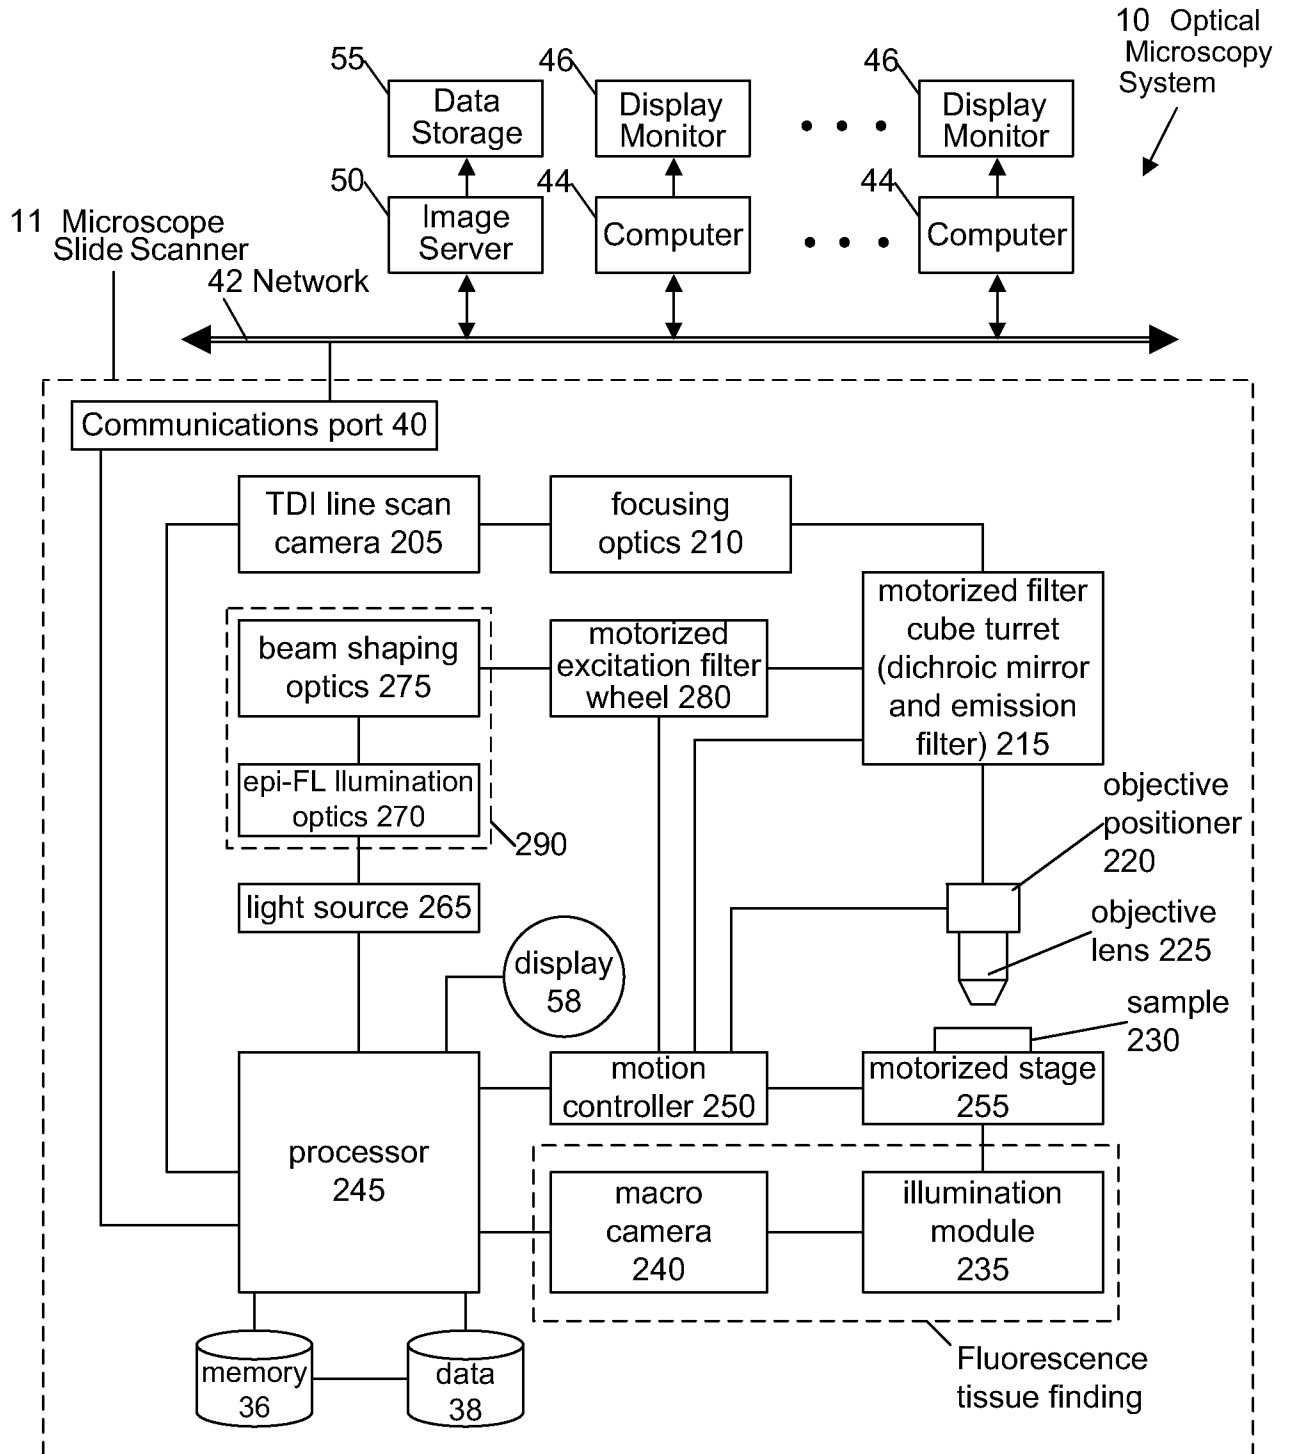 10 Optical
Microscopy
System
55
46
46
Data
Storage
Display
Monitor
Display
Monitor
50
44
44
Image
Server
Computer
Computer
11 Microscope
Slide Scanner
42 Network
Communications port 40
TDI line scan
camera 205
focusing
optics 210
motorized filter
cube turret
(dichroic mirror
and emission
filter) 215
beam shaping
optics 275
motorized
excitation filter
wheel 280
epi-FL Ilumination
optics 270
290
objective
positioner
220
light source 265
objective
lens 225
display
58
sample
230
motion
controller 250
motorized stage
255
processor
245
macro
camera
240
illumination
module
235
memory
36
data
38
Fluorescence
tissue finding